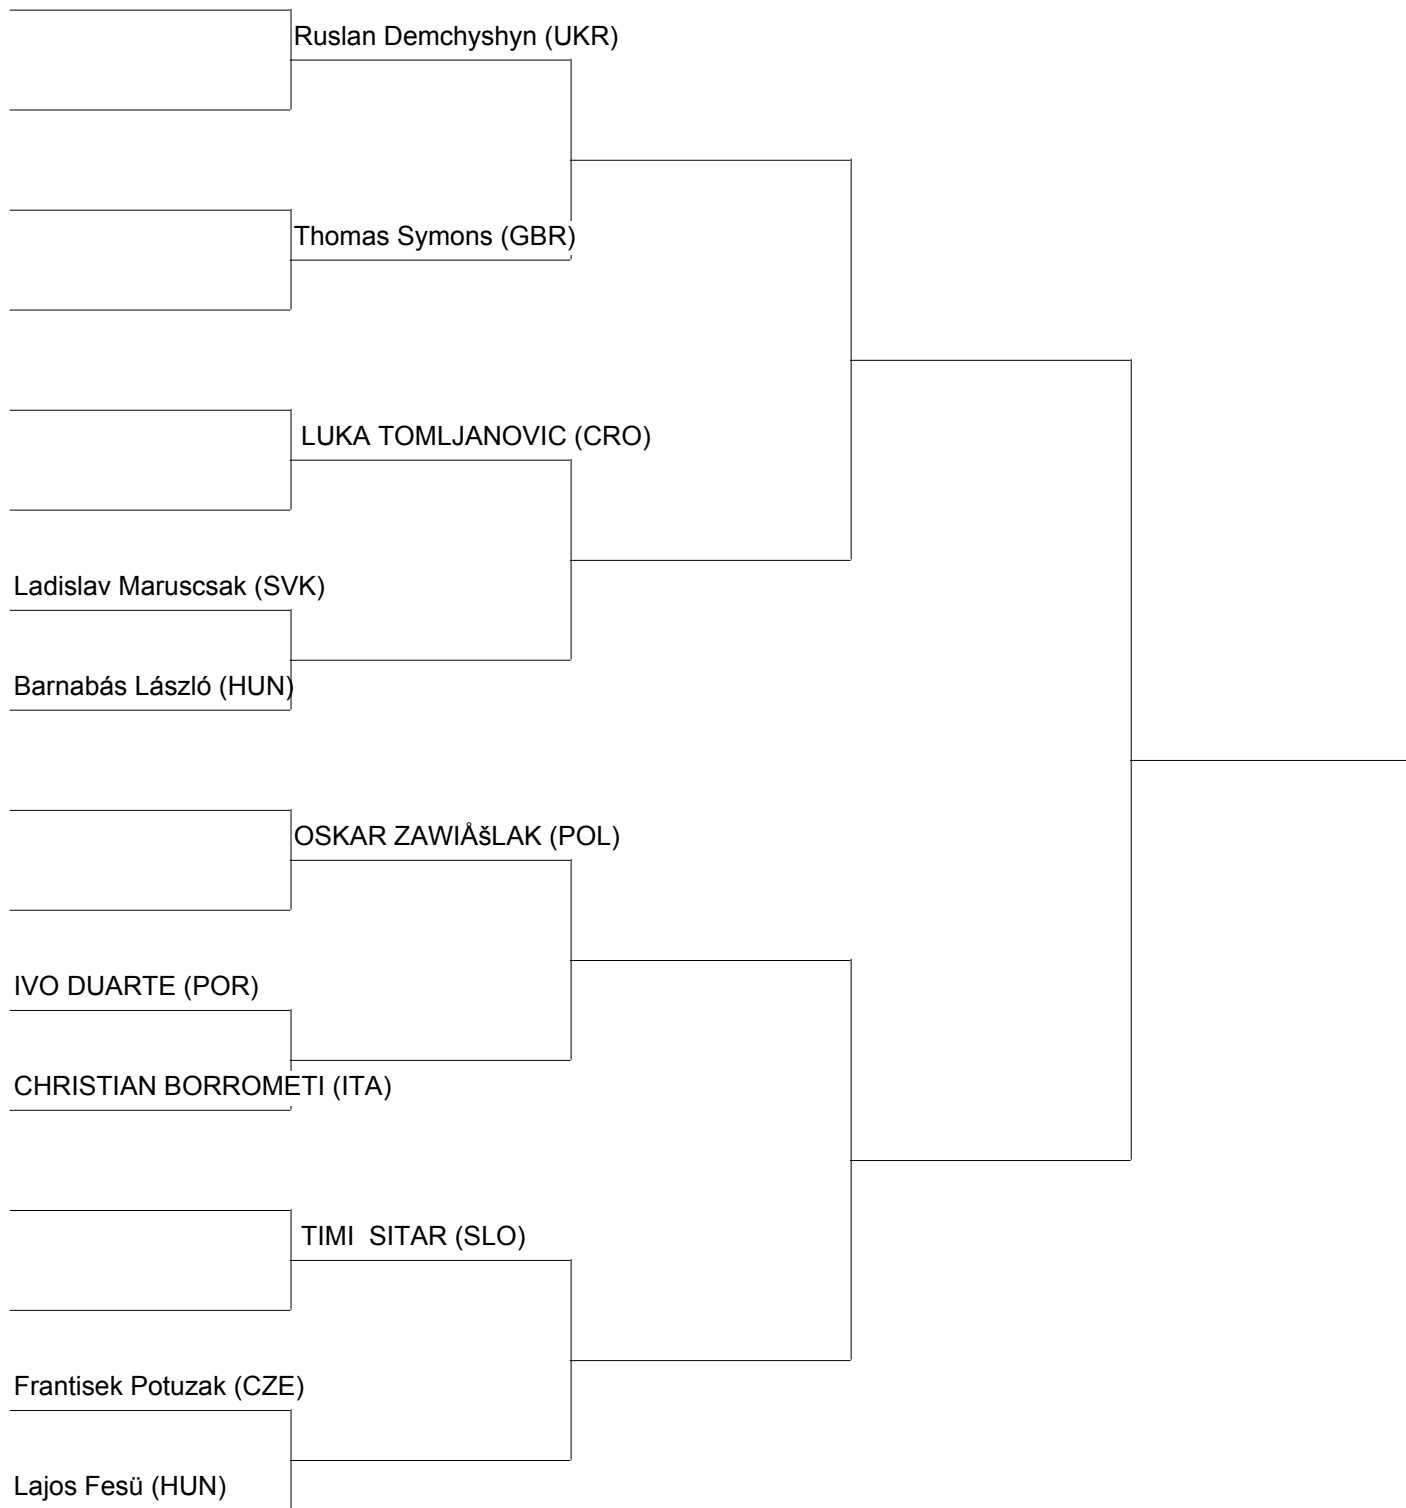 Ruslan Demchyshyn (UKR)
Thomas Symons (GBR)
LUKA TOMLJANOVIC (CRO)
Ladislav Maruscsak (SVK)
Barnabás László (HUN)
OSKAR ZAWIÅšLAK (POL)
IVO DUARTE (POR)
CHRISTIAN BORROMETI (ITA)
TIMI  SITAR (SLO)
Frantisek Potuzak (CZE)
Lajos Fesü (HUN)